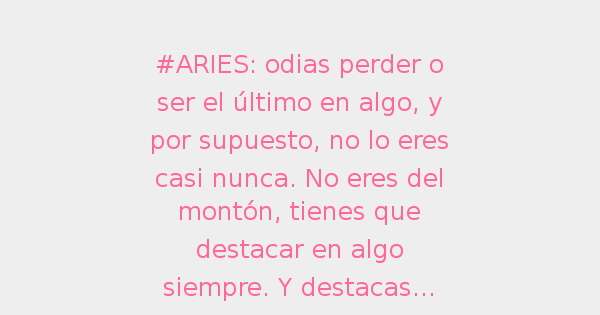 #ARIES: odias perder o
ser el último en algo, y
por supuesto, no lo eres
casi nunca. No eres del
montón, tienes que
destacar en algo
siempre. Y destacas...